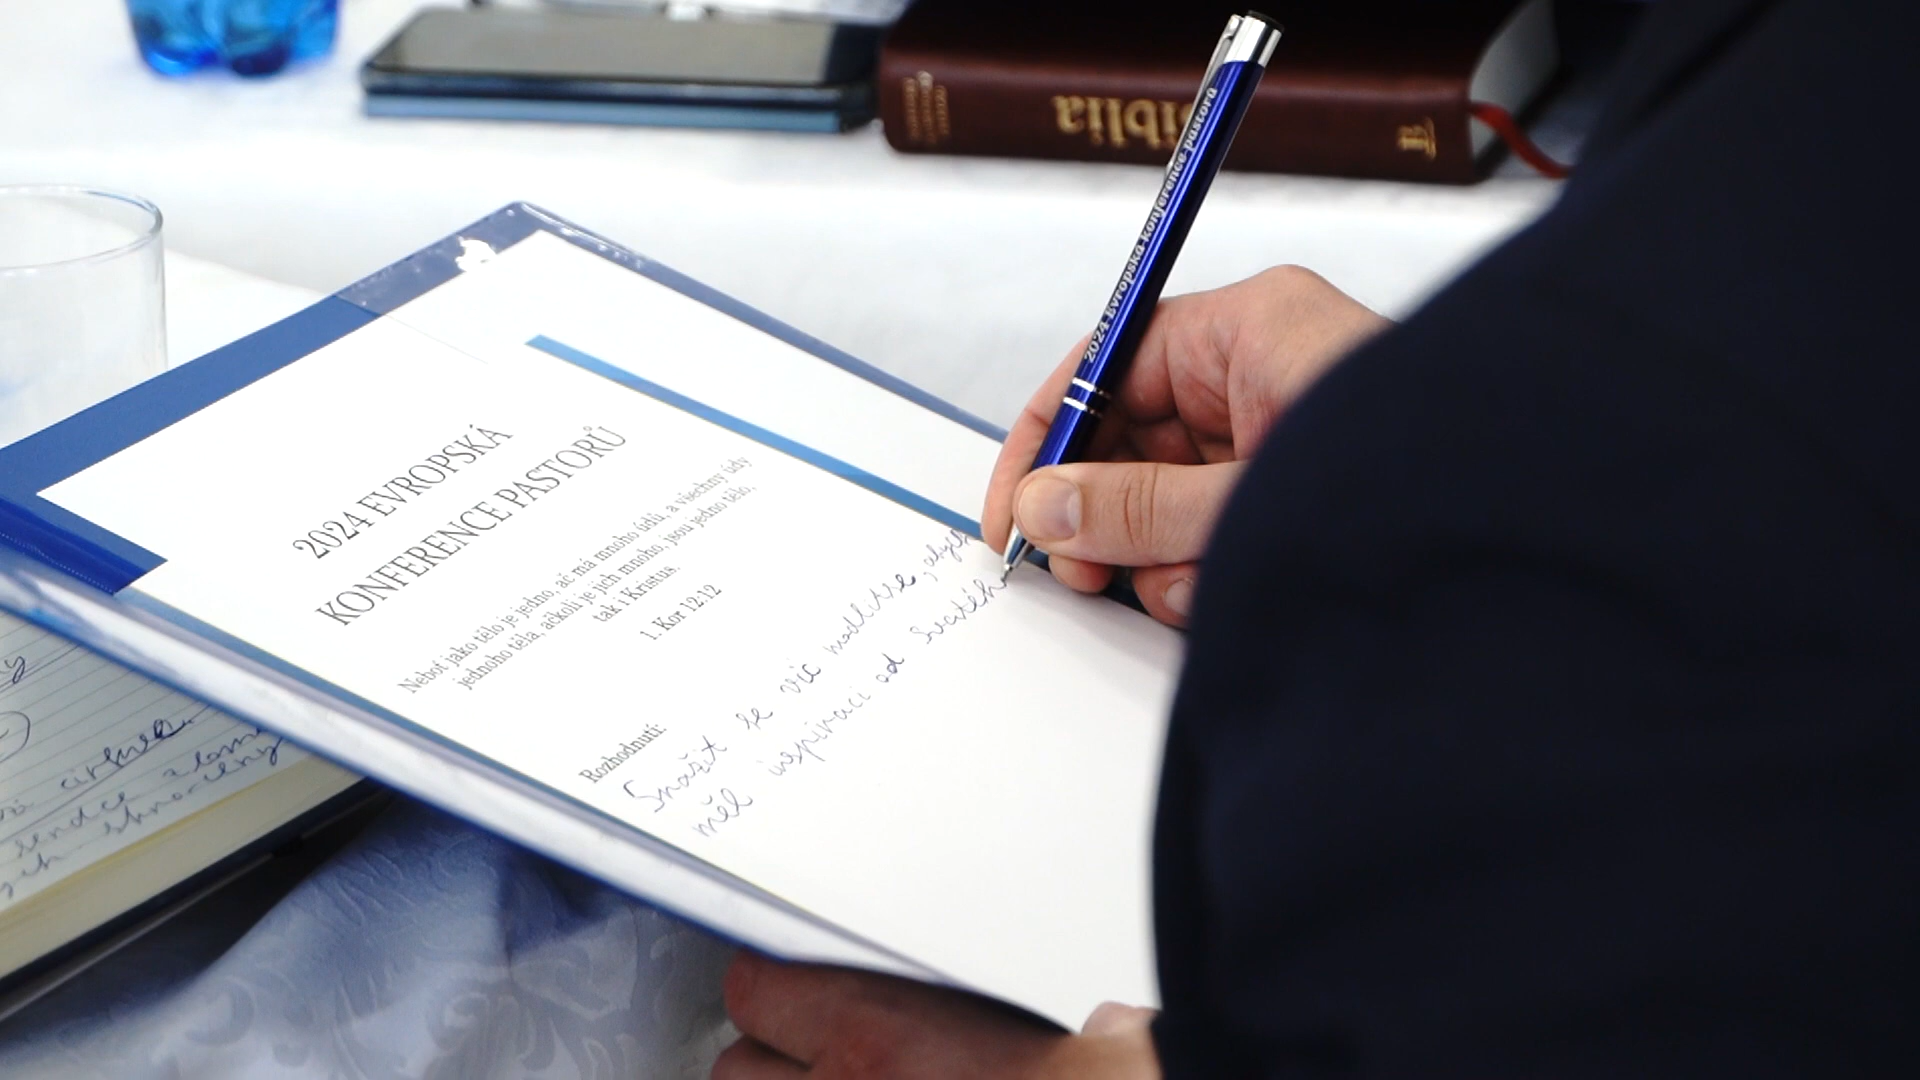 Biblia
2024 Evropská konference pastorů
2024 EVROPSKÁ
KONFERENCE PASTORŮ
Neboť jako tělo je jedno, ač má mnoho údů, a všechny údy
jednoho těla, ačkoli je jich mnoho, jsou jedno tělo,
tak i Kristus.
1. Kor 12:12
Rozhodnutí:
Snažit se víc modlit se, abych
měl inspiraci od Svatéh